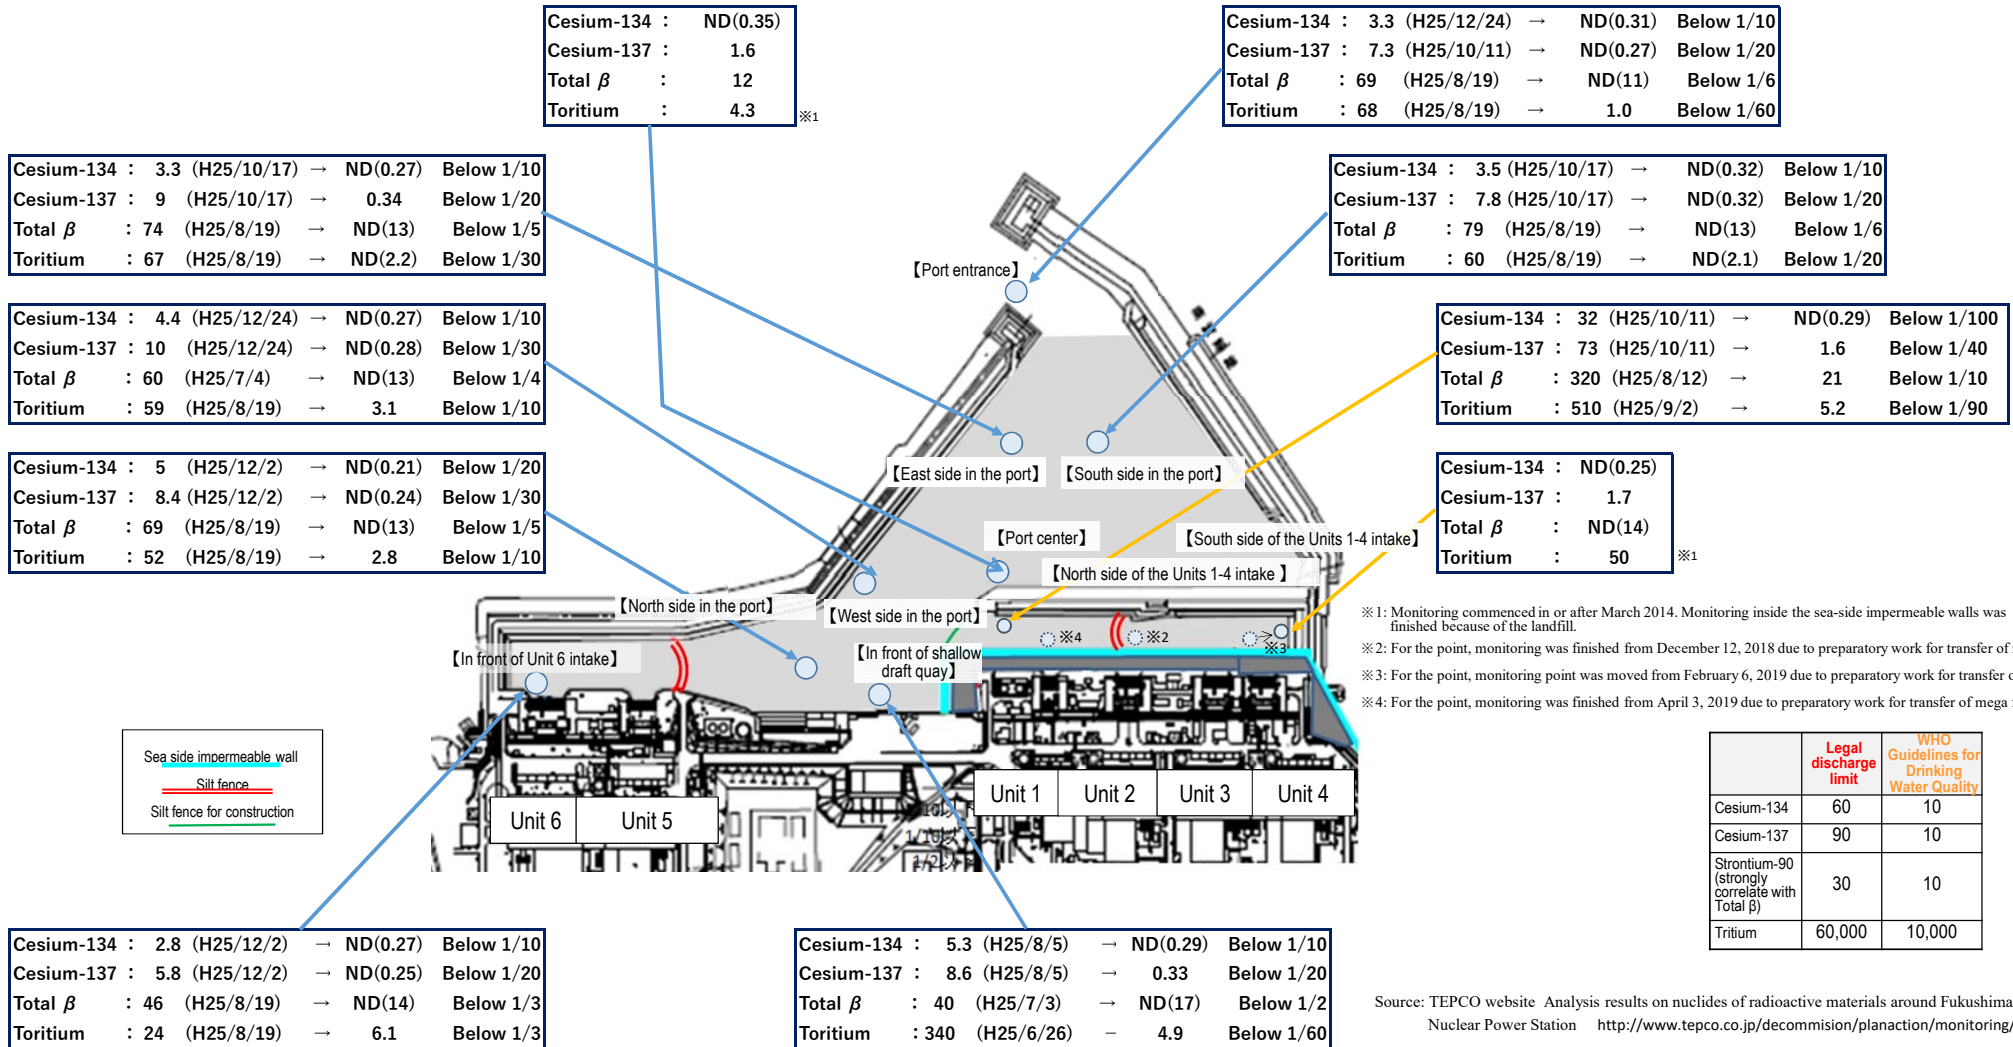 Cesium-134 : ND(0.35)
Cesium-137 : 1.6
Total β : 12
Toritium : 4.3
※1
Cesium-134 : 3.3 (H25/12/24) → ND(0.31) Below 1/10
Cesium-137 : 7.3 (H25/10/11) → ND(0.27) Below 1/20
Total β : 69 (H25/8/19) → ND(11) Below 1/6
Toritium : 68 (H25/8/19) → 1.0 Below 1/60
Cesium-134 : 3.3 (H25/10/17) → ND(0.27) Below 1/10
Cesium-137 : 9 (H25/10/17) → 0.34 Below 1/20
Total β : 74 (H25/8/19) → ND(13) Below 1/5
Toritium : 67 (H25/8/19) → ND(2.2) Below 1/30
Cesium-134 : 3.5 (H25/10/17) → ND(0.32) Below 1/10
Cesium-137 : 7.8 (H25/10/17) → ND(0.32) Below 1/20
Total β : 79 (H25/8/19) → ND(13) Below 1/6
Toritium : 60 (H25/8/19) → ND(2.1) Below 1/20
Cesium-134 : 4.4 (H25/12/24) → ND(0.27) Below 1/10
Cesium-137 : 10 (H25/12/24) → ND(0.28) Below 1/30
Total β : 60 (H25/7/4) → ND(13) Below 1/4
Toritium : 59 (H25/8/19) → 3.1 Below 1/10
Cesium-134 : 32 (H25/10/11) → ND(0.29) Below 1/100
Cesium-137 : 73 (H25/10/11) → 1.6 Below 1/40
Total β : 320 (H25/8/12) → 21 Below 1/10
Toritium : 510 (H25/9/2) → 5.2 Below 1/90
Cesium-134 : 5 (H25/12/2) → ND(0.21) Below 1/20
Cesium-137 : 8.4 (H25/12/2) → ND(0.24) Below 1/30
Total β : 69 (H25/8/19) → ND(13) Below 1/5
Toritium : 52 (H25/8/19) → 2.8 Below 1/10
Cesium-134 : ND(0.25)
Cesium-137 : 1.7
Total β : ND(14)
Toritium : 50
※1
【Port entrance】
【East side in the port】
【South side in the port】
【Port center】
【South side of the Units 1-4 intake】
【North side of the Units 1-4 intake 】
【North side in the port】
【West side in the port】
※4
※2
※3
【In front of Unit 6 intake】
【In front of shallow
draft quay】
※1: Monitoring commenced in or after March 2014. Monitoring inside the sea-side impermeable walls was
finished because of the landfill.
※2: For the point, monitoring was finished from December 12, 2018 due to preparatory work for transfer of
※3: For the point, monitoring point was moved from February 6, 2019 due to preparatory work for transfer
※4: For the point, monitoring was finished from April 3, 2019 due to preparatory work for transfer of mega
Sea side impermeable wall
Silt fence
Silt fence for construction
Unit 6
Unit 5
Unit 1
Unit 2
Unit 3
Unit 4
Legal
discharge
limit
WHO
Guidelines for
Drinking
Water Quality
Cesium-134 60 10
Cesium-137 90 10
Strontium-90
(strongly
correlate with
Total β)
30 10
Tritium 60,000 10,000
Cesium-134 : 2.8 (H25/12/2) → ND(0.27) Below 1/10
Cesium-137 : 5.8 (H25/12/2) → ND(0.25) Below 1/20
Total β : 46 (H25/8/19) → ND(14) Below 1/3
Toritium : 24 (H25/8/19) → 6.1 Below 1/3
Cesium-134 : 5.3 (H25/8/5) → ND(0.29) Below 1/10
Cesium-137 : 8.6 (H25/8/5) → 0.33 Below 1/20
Total β : 40 (H25/7/3) → ND(17) Below 1/2
Toritium : 340 (H25/6/26) − 4.9 Below 1/60
Source: TEPCO website Analysis results on nuclides of radioactive materials around Fukushima
Nuclear Power Station http://www.tepco.co.jp/decommision/planaction/monitoring/